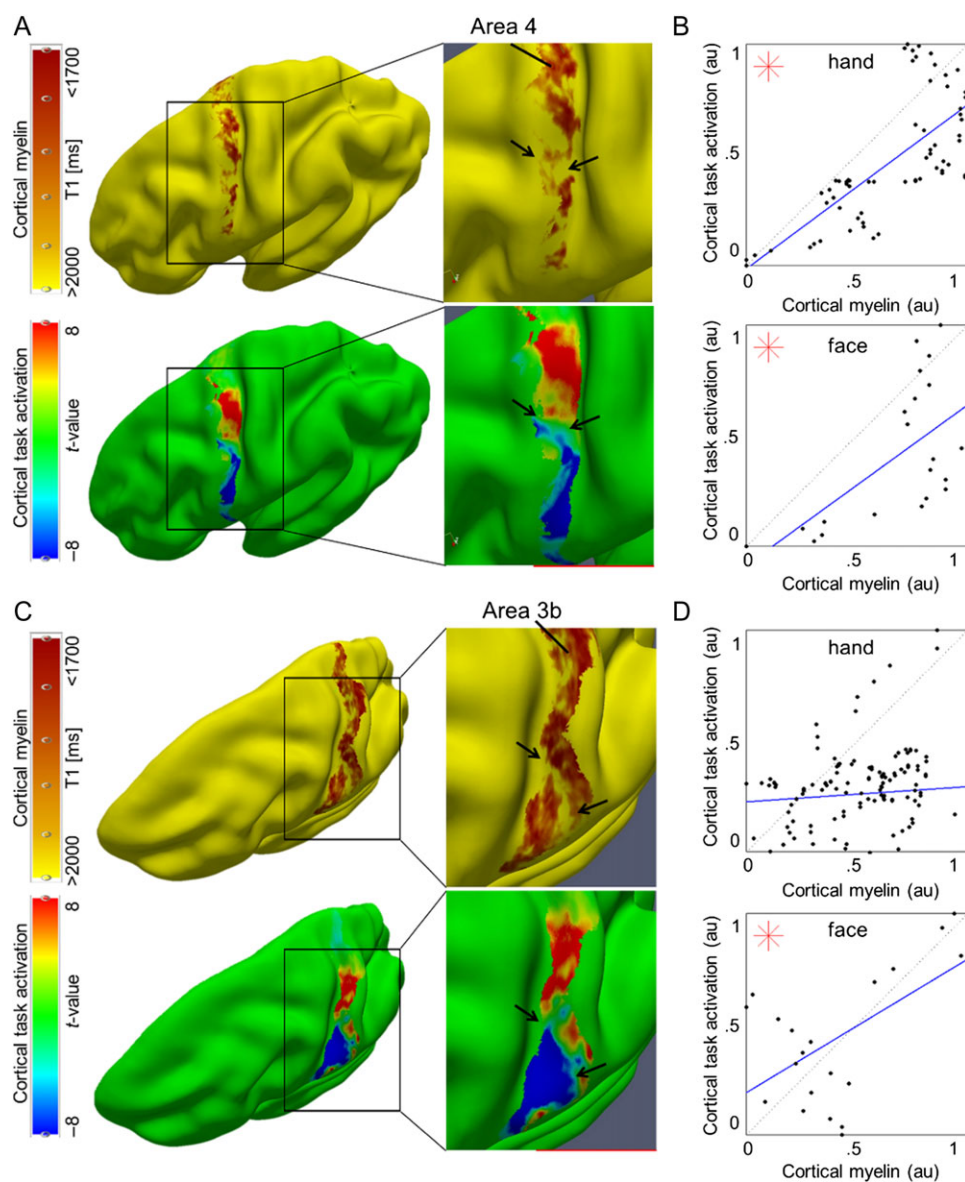 A
Area 4
B
Cortical myelin
T1 [ms]
<1700
>2000
Cortical task activation (au)
hand
1
.5
0
0
.5
1
Cortical myelin (au)
Cortical task activation
t-value
8
−8
Cortical task activation (au)
face
1
.5
0
0
.5
1
Cortical myelin (au)
C
Area 3b
D
Cortical myelin
T1 [ms]
<1700
>2000
Cortical task activation (au)
hand
1
.5
0
0
.5
1
Cortical myelin (au)
Cortical task activation
t-value
8
−8
Cortical task activation (au)
face
1
.5
0
0
.5
1
Cortical myelin (au)